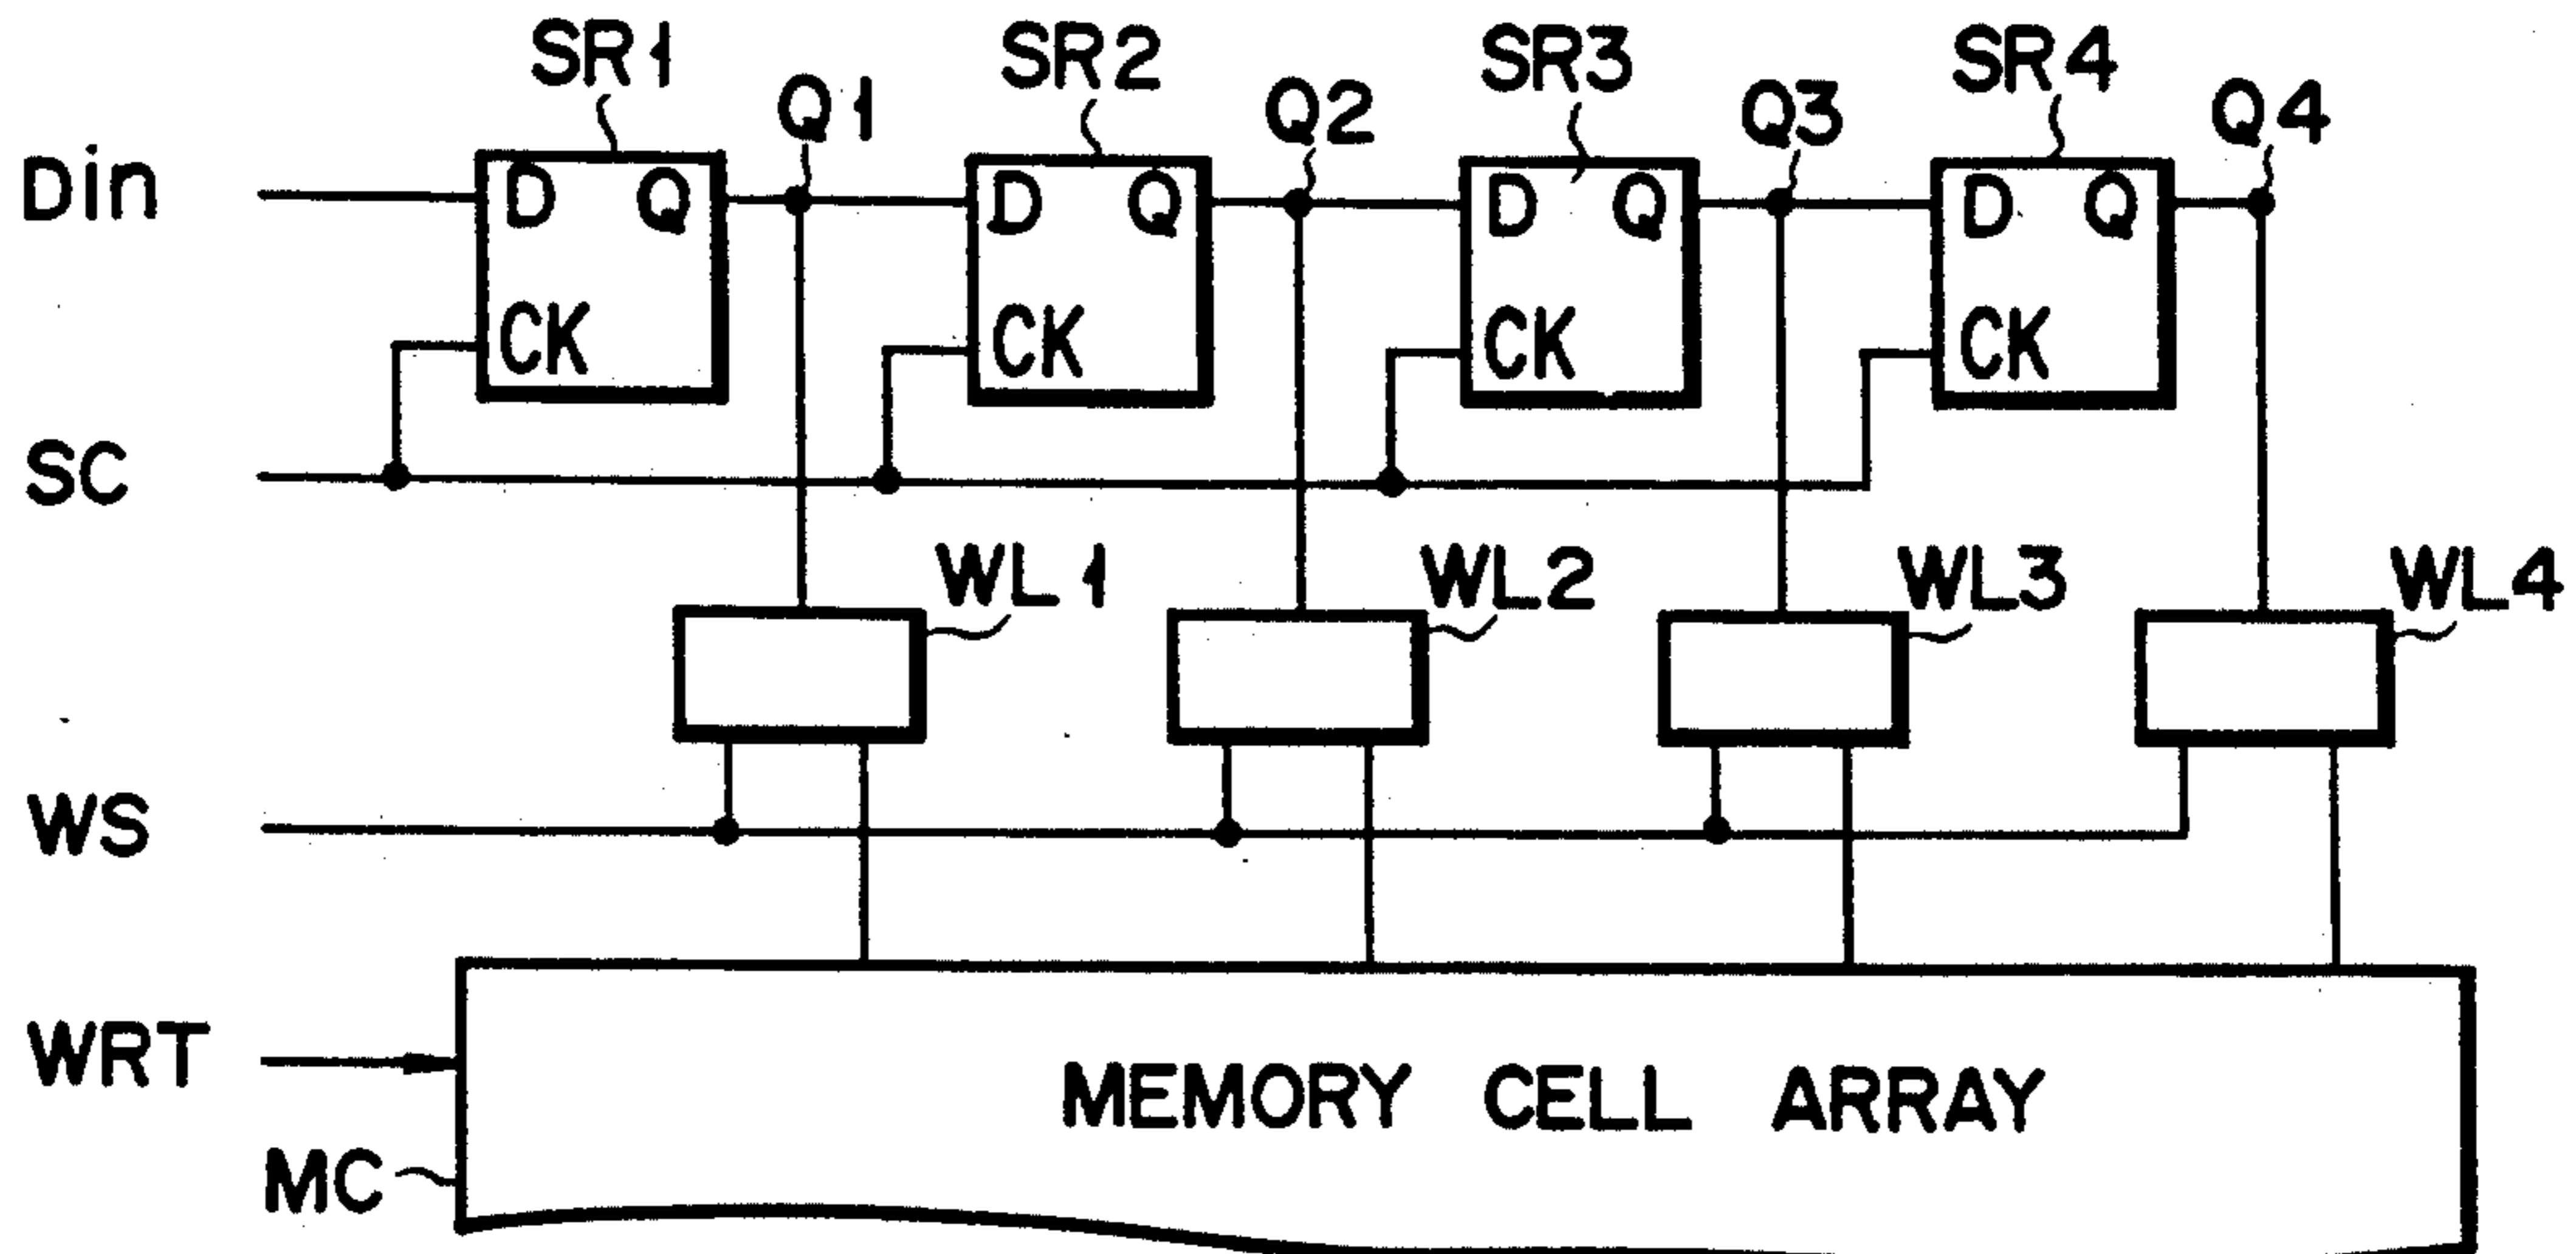 SR1 SR2 SR3 SR4
Q1 Q2 Q3 Q4
Din D Q D Q D Q D Q
CK CK CK CK
SC
WL1 WL2 WL3 WL4
WS
WRT
MEMORY CELL ARRAY
MC